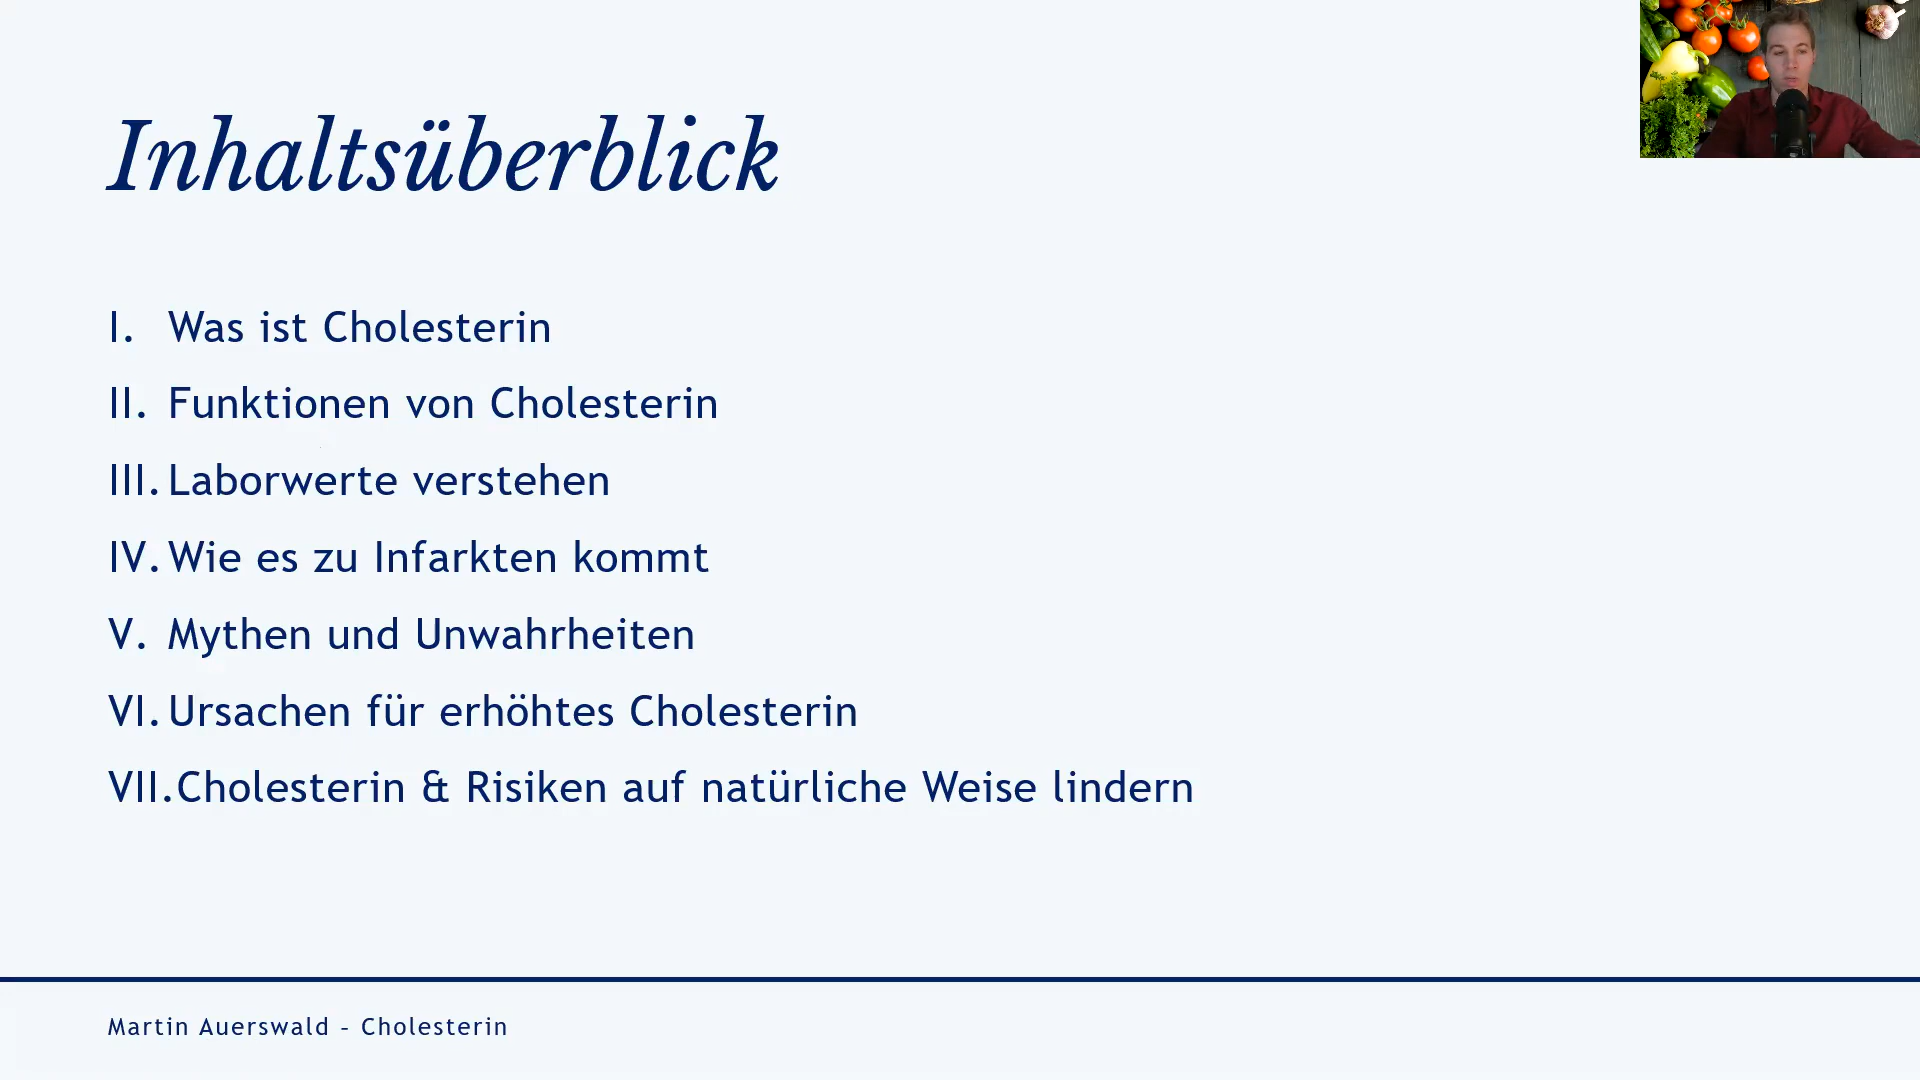 Inhaltsüberblick
I. Was ist Cholesterin
II. Funktionen von Cholesterin
III. Laborwerte verstehen
IV. Wie es zu Infarkten kommt
V. Mythen und Unwahrheiten
VI. Ursachen für erhöhtes Cholesterin
VII. Cholesterin & Risiken auf natürliche Weise lindern
Martin Auerswald – Cholesterin